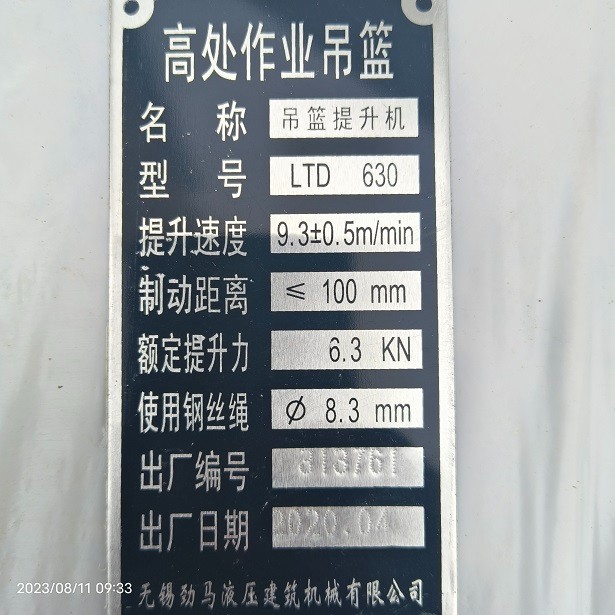 高处作业吊篮
名称 吊篮提升机
型号 LTD 630
提升速度 9.3±0.5m/min
制动距离 ≤ 100 mm
额定提升力 6.3 KN
使用钢丝绳 Ø 8.3 mm
出厂编号 313761
出厂日期 2020.04
无锡劲马液压建筑机械有限公司
2023/08/11 09:33